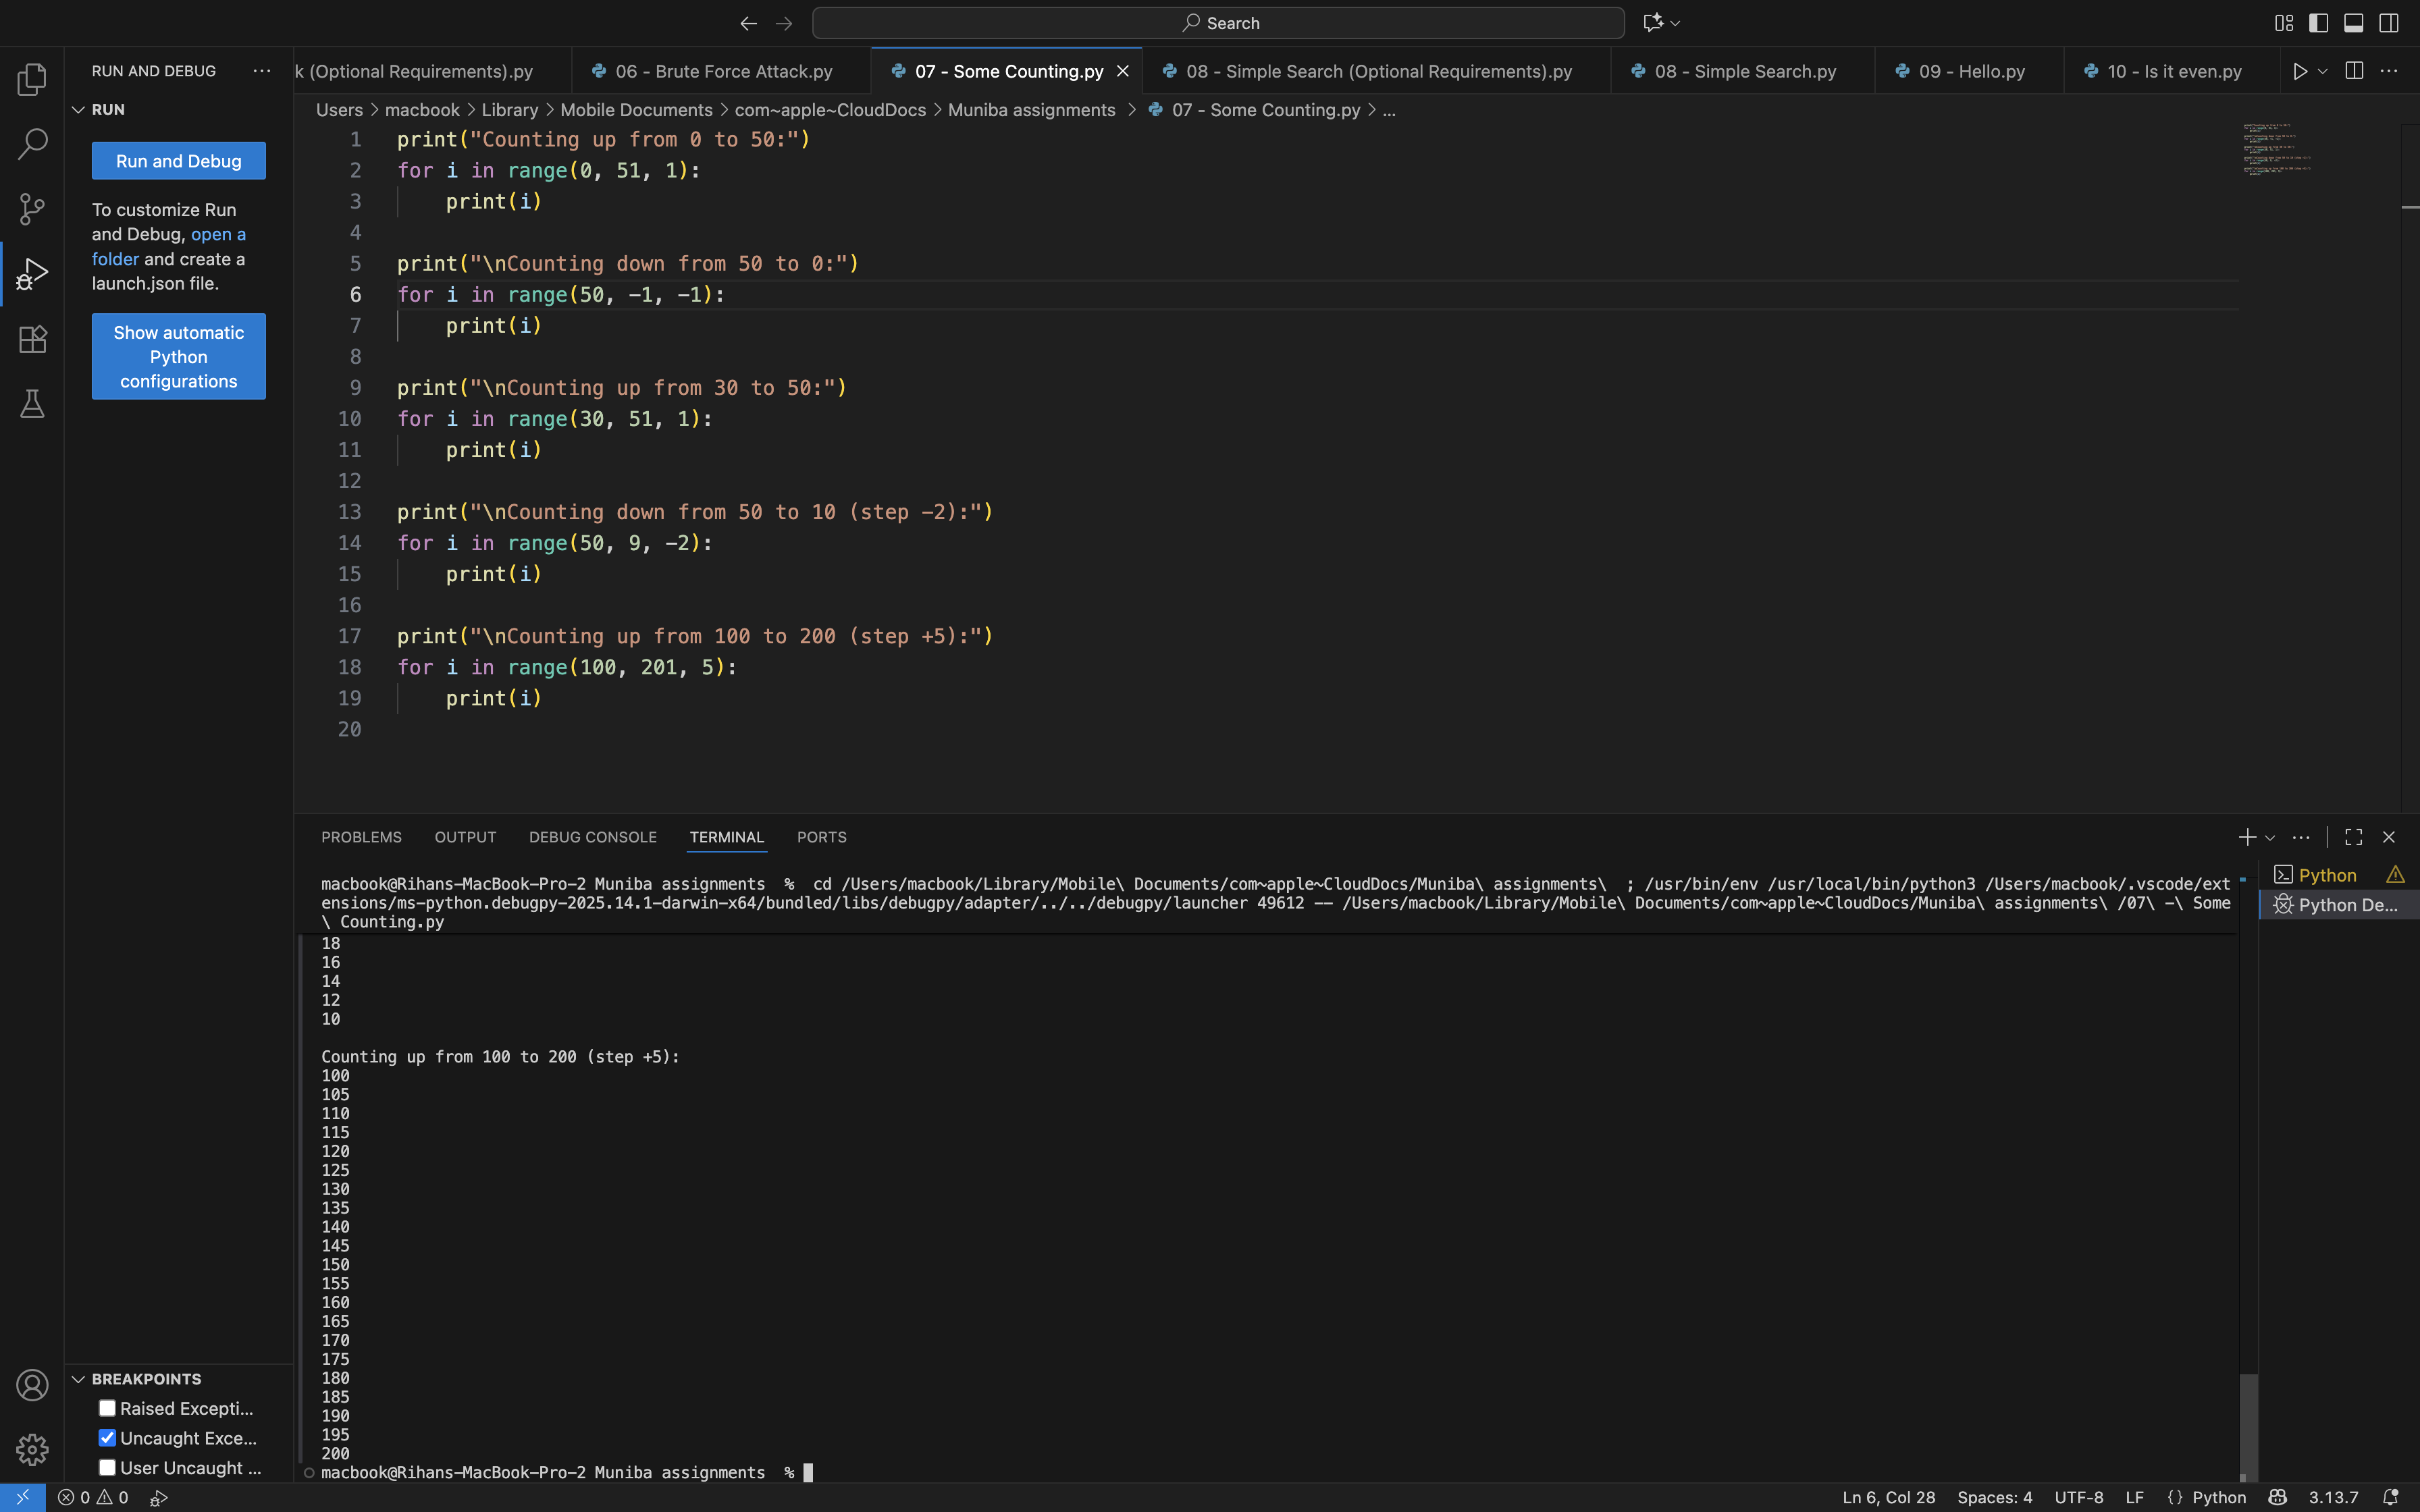 Search
RUN AND DEBUG
k (Optional Requirements).py
06 - Brute Force Attack.py
07 - Some Counting.py
08 - Simple Search (Optional Requirements).py
08 - Simple Search.py
09 - Hello.py
10 - Is it even.py
RUN
Run and Debug
To customize Run
and Debug, open a
folder and create a
launch.json file.
Show automatic
Python
configurations
Users > macbook > Library > Mobile Documents > com~apple~CloudDocs > Muniba assignments > 07 - Some Counting.py > ...
1 print("Counting up from 0 to 50:")
2 for i in range(0, 51, 1):
3 print(i)
4
5 print("\nCounting down from 50 to 0:")
6 for i in range(50, -1, -1):
7 print(i)
8
9 print("\nCounting up from 30 to 50:")
10 for i in range(30, 51, 1):
11 print(i)
12
13 print("\nCounting down from 50 to 10 (step -2):")
14 for i in range(50, 9, -2):
15 print(i)
16
17 print("\nCounting up from 100 to 200 (step +5):")
18 for i in range(100, 201, 5):
19 print(i)
20
PROBLEMS OUTPUT DEBUG CONSOLE TERMINAL PORTS
macbook@Rihans-MacBook-Pro-2 Muniba assignments % cd /Users/macbook/Library/Mobile\ Documents/com~apple~CloudDocs/Muniba\ assignments\ ; /usr/bin/env /usr/local/bin/python3 /Users/macbook/.vscode/ext
ensions/ms-python.debugpy-2025.14.1-darwin-x64/bundled/libs/debugpy/adapter/../../debugpy/launcher 49612 -- /Users/macbook/Library/Mobile\ Documents/com~apple~CloudDocs/Muniba\ assignments\ /07\ -\ Some
\ Counting.py
18
16
14
12
10
Counting up from 100 to 200 (step +5):
100
105
110
115
120
125
130
135
140
145
150
155
160
165
170
175
180
185
190
195
200
macbook@Rihans-MacBook-Pro-2 Muniba assignments %
Python
Python De...
BREAKPOINTS
Raised Excepti...
Uncaught Exce...
User Uncaught ...
0 0
Ln 6, Col 28 Spaces: 4 UTF-8 LF {} Python 3.13.7